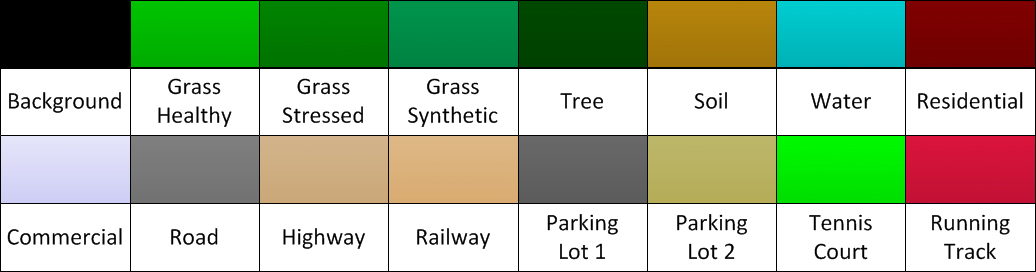 Background
Grass
Healthy
Grass
Stressed
Grass
Synthetic
Tree
Soil
Water
Residential
Commercial
Road
Highway
Railway
Parking
Lot 1
Parking
Lot 2
Tennis
Court
Running
Track